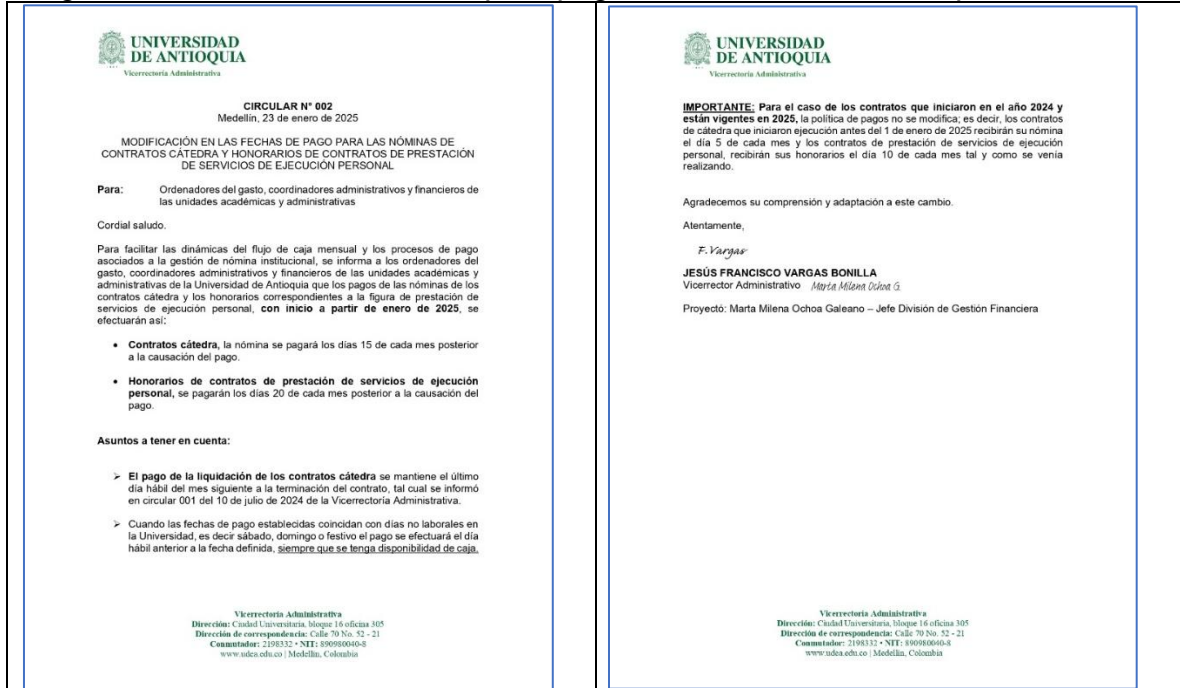 UNIVERSIDAD
DE ANTIOQUIA
Vicerrectoría Administrativa
CIRCULAR N° 002
Medellín, 23 de enero de 2025
MODIFICACIÓN EN LAS FECHAS DE PAGO PARA LAS NÓMINAS DE
CONTRATOS CÁTEDRA Y HONORARIOS DE CONTRATOS DE PRESTACIÓN
DE SERVICIOS DE EJECUCIÓN PERSONAL
Para: Ordenadores del gasto, coordinadores administrativos y financieros de
las unidades académicas y administrativas
Cordial saludo.
Para facilitar las dinámicas del flujo de caja mensual y los procesos de pago
asociados a la gestión de nómina institucional, se informa a los ordenadores del
gasto, coordinadores administrativos y financieros de las unidades académicas y
administrativas de la Universidad de Antioquia que los pagos de las nóminas de los
contratos cátedra y los honorarios correspondientes a la figura de prestación de
servicios de ejecución personal, con inicio a partir de enero de 2025, se
efectuarán así:
• Contratos cátedra, la nómina se pagará los días 15 de cada mes posterior
a la causación del pago.
• Honorarios de contratos de prestación de servicios de ejecución
personal, se pagarán los días 20 de cada mes posterior a la causación del
pago.
Asuntos a tener en cuenta:
➢ El pago de la liquidación de los contratos cátedra se mantiene el último
día hábil del mes siguiente a la terminación del contrato, tal cual se informó
en circular 001 del 10 de julio de 2024 de la Vicerrectoría Administrativa.
➢ Cuando las fechas de pago establecidas coincidan con días no laborales en
la Universidad, es decir sábado, domingo o festivo el pago se efectuará el día
hábil anterior a la fecha definida, siempre que se tenga disponibilidad de caja.
Vicerrectoría Administrativa
Dirección: Ciudad Universitaria, bloque 16 oficina 305
Dirección de correspondencia: Calle 70 No. 52 - 21
Conmutador: 2198332 • NIT: 890980040-8
www.udea.edu.co | Medellín, Colombia
UNIVERSIDAD
DE ANTIOQUIA
Vicerrectoría Administrativa
IMPORTANTE: Para el caso de los contratos que iniciaron en el año 2024 y
están vigentes en 2025, la política de pagos no se modifica; es decir, los contratos
de cátedra que iniciaron ejecución antes del 1 de enero de 2025 recibirán su nómina
el día 5 de cada mes y los contratos de prestación de servicios de ejecución
personal, recibirán sus honorarios el día 10 de cada mes tal y como se venía
realizando.
Agradecemos su comprensión y adaptación a este cambio.
Atentamente,
F. Vargas
JESÚS FRANCISCO VARGAS BONILLA
Vicerrector Administrativo Marta Milena Ochoa G.
Proyectó: Marta Milena Ochoa Galeano – Jefe División de Gestión Financiera
Vicerrectoría Administrativa
Dirección: Ciudad Universitaria, bloque 16 oficina 305
Dirección de correspondencia: Calle 70 No. 52 - 21
Conmutador: 2198332 • NIT: 890980040-8
www.udea.edu.co | Medellín, Colombia